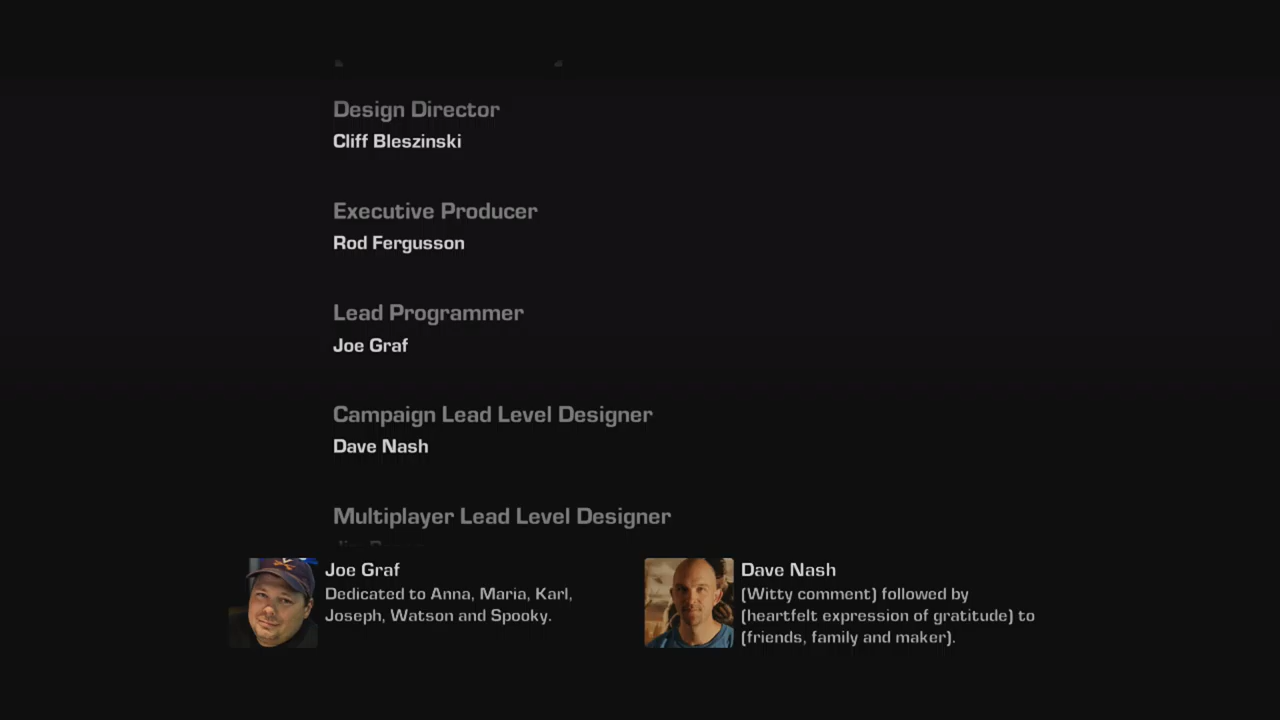 Design Director
Cliff Bleszinski
Executive Producer
Rod Fergusson
Lead Programmer
Joe Graf
Campaign Lead Level Designer
Dave Nash
Multiplayer Lead Level Designer
Joe Graf
Dedicated to Anna, Maria, Karl,
Joseph, Watson and Spooky.
Dave Nash
(Witty comment) followed by
(heartfelt expression of gratitude) to
(friends, family and maker).